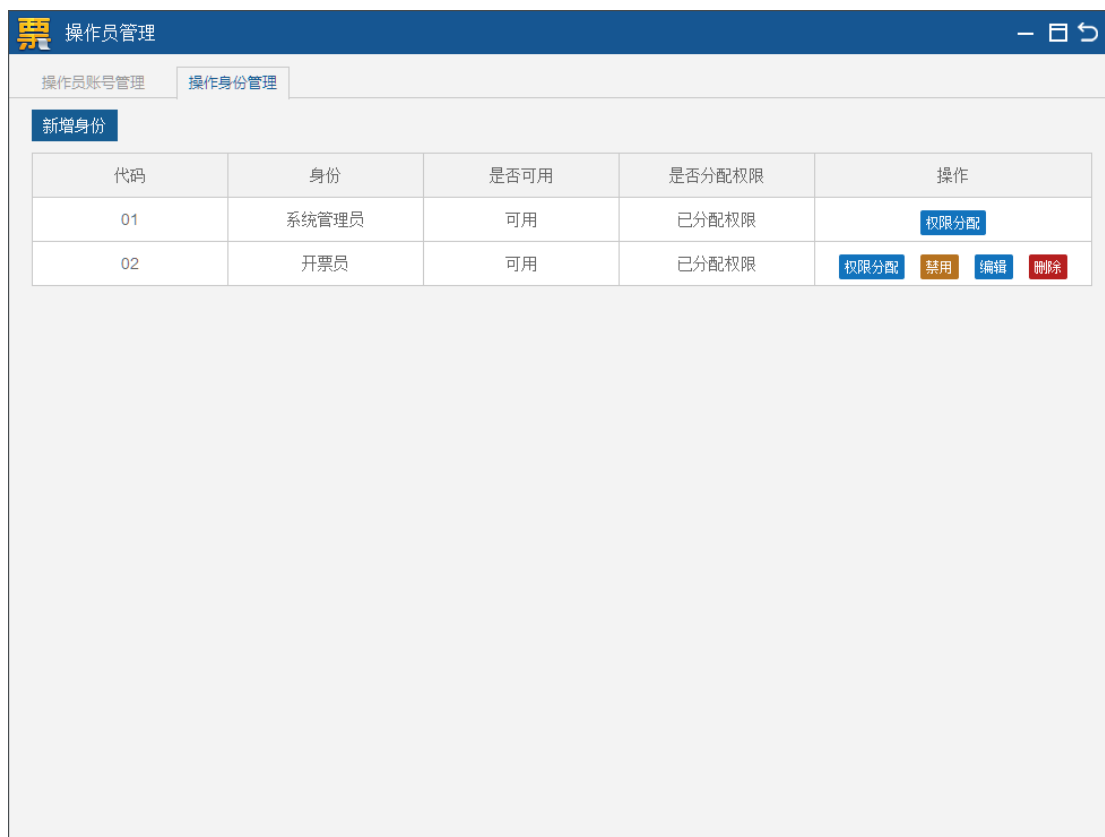 票 操作员管理
操作员账号管理 操作身份管理
新增身份
代码 身份 是否可用 是否分配权限 操作
01 系统管理员 可用 已分配权限 权限分配
02 开票员 可用 已分配权限 权限分配 禁用 编辑 删除